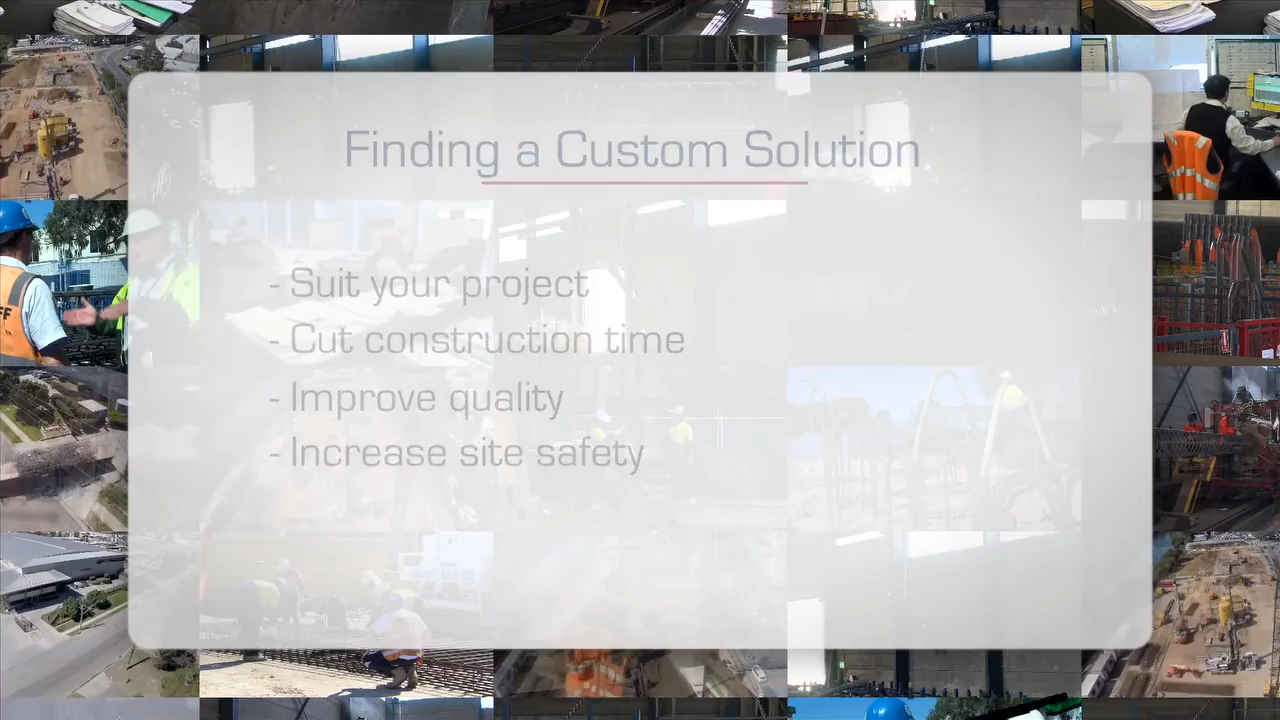 Finding a Custom Solution
- Suit your project
- Cut construction time
- Improve quality
- Increase site safety